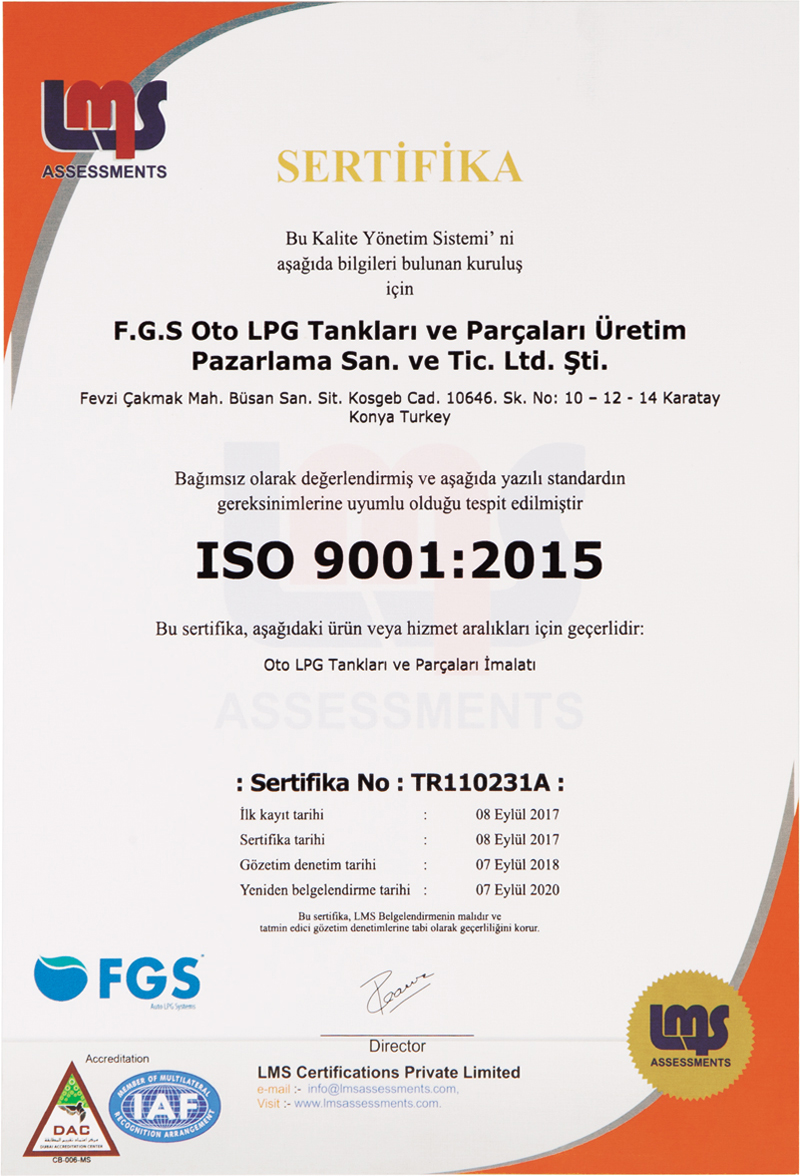 LMS
ASSESSMENTS
SERTİFİKA
Bu Kalite Yönetim Sistemi' ni
aşağıda bilgileri bulunan kuruluş
için
F.G.S Oto LPG Tankları ve Parçaları Üretim
Pazarlama San. ve Tic. Ltd. Şti.
Fevzi Çakmak Mah. Büsan San. Sit. Kosgeb Cad. 10646. Sk. No: 10 – 12 - 14 Karatay
Konya Turkey
Bağımsız olarak değerlendirmiş ve aşağıda yazılı standardın
gereksinimlerine uyumlu olduğu tespit edilmiştir
ISO 9001:2015
Bu sertifika, aşağıdaki ürün veya hizmet aralıkları için geçerlidir:
Oto LPG Tankları ve Parçaları İmalatı
LMS
ASSESSMENTS
: Sertifika No : TR110231A :
İlk kayıt tarihi : 08 Eylül 2017
Sertifika tarihi : 08 Eylül 2017
Gözetim denetim tarihi : 07 Eylül 2018
Yeniden belgelendirme tarihi : 07 Eylül 2020
Bu sertifika, LMS Belgelendirmenin malıdır ve
tatmin edici gözetim denetimlerine tabi olarak geçerliliğini korur.
FGS
Auto LPG Systems
Director
LMS Certifications Private Limited
e-mail :- info@lmsassessments.com,
Visit :- www.lmsassessments.com.
LMS
ASSESSMENTS
Accreditation
DAC
DUBAI ACCREDITATION CENTER
CB-006-MS
MEMBER OF MULTILATERAL
IAF
RECOGNITION ARRANGEMENT